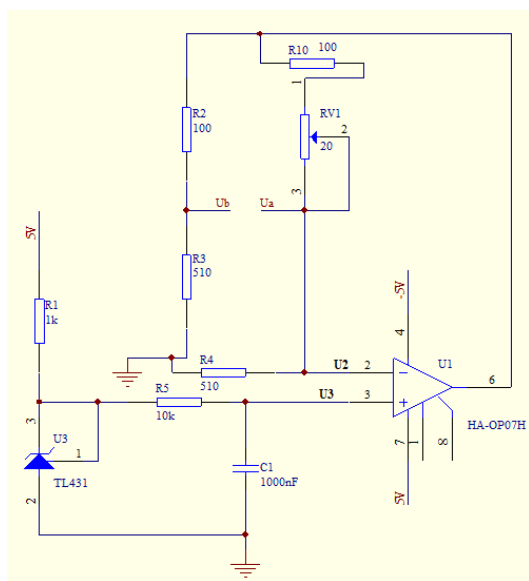 R10 100
1
R2
100
RV1
2
20
3
Ub
Ua
5V
R3
510
R1
1k
-5V
4
R4
510
U2
2
U1
6
R5
10k
U3
3
HA-OP07H
3
U3
1
TL431
2
C1
1000nF
7
1
8
5V